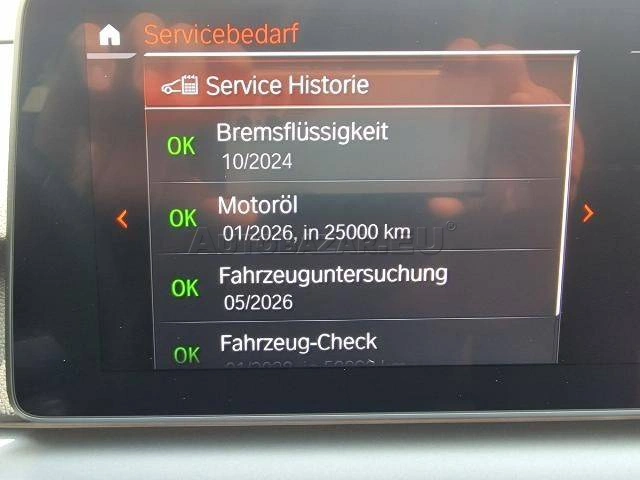 Servicebedarf
Service Historie
OK
Bremsflüssigkeit
10/2024
OK
Motoröl
01/2026, in 25000 km
AUTOBAZAR.EU
OK
Fahrzeuguntersuchung
05/2026
OK
Fahrzeug-Check